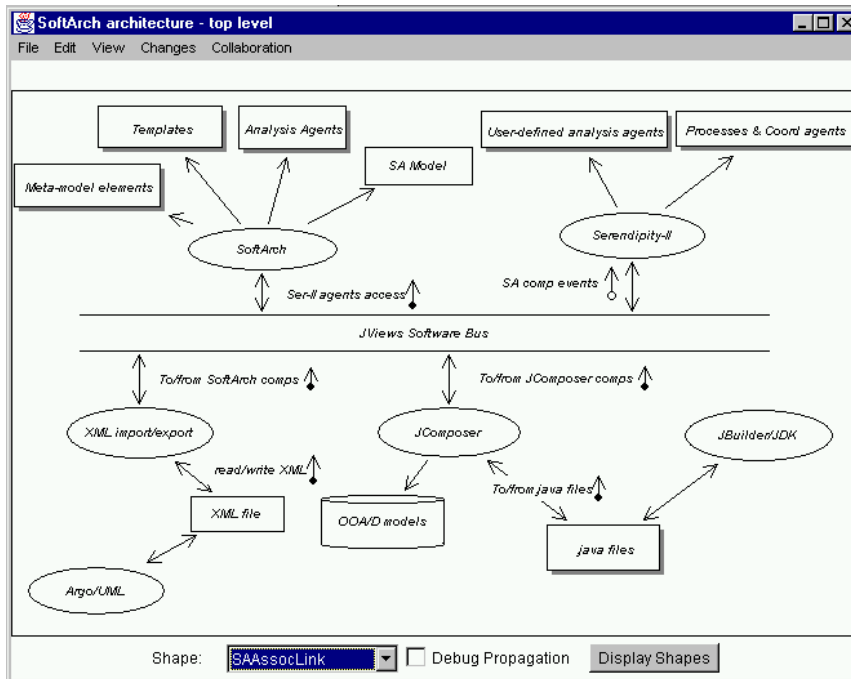 SoftArch architecture - top level
File Edit View Changes Collaboration
Templates
Analysis Agents
User-defined analysis agents
Processes & Coord agents
SA Model
Meta-model elements
SoftArch
Serendipity-II
Ser-II agents access
SA comp events
JViews Software Bus
To/from SoftArch comps
To/from JComposer comps
XML import/export
JComposer
JBuilder/JDK
read/write XML
To/from java files
XML file
OOA/D models
java files
Argo/UML
Shape: SAAssocLink Debug Propagation Display Shapes